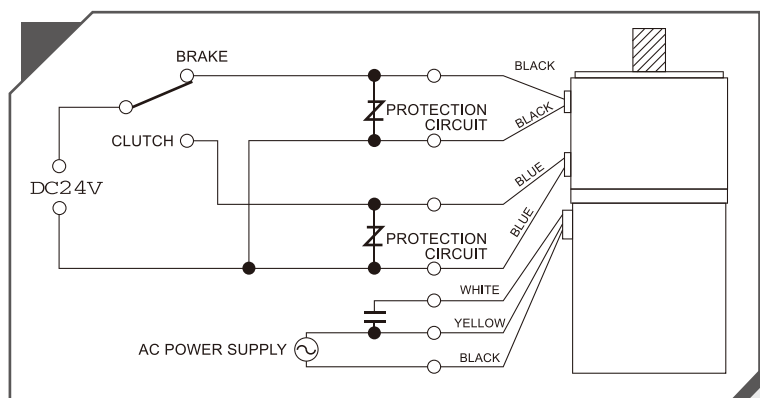 BRAKE
BLACK
PROTECTION
CIRCUIT
BLACK
CLUTCH
DC24V
BLUE
PROTECTION
CIRCUIT
BLUE
WHITE
YELLOW
AC POWER SUPPLY
BLACK